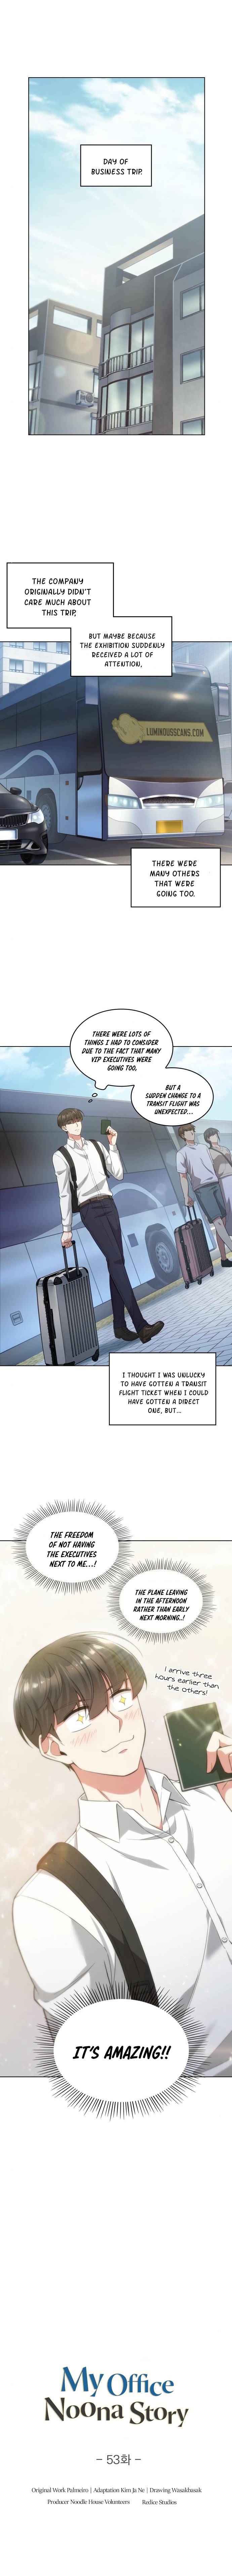 DAY OF
BUSINESS TRIP.
THE COMPANY
ORIGINALLY DIDN'T
CARE MUCH ABOUT
THIS TRIP,
BUT MAYBE BECAUSE
THE EXHIBITION SUDDENLY
RECEIVED A LOT OF
ATTENTION,
LUMINOUSSCANS.COM
THERE WERE
MANY OTHERS
THAT WERE
GOING TOO.
THERE WERE LOTS OF
THINGS I HAD TO CONSIDER
DUE TO THE FACT THAT MANY
VIP EXECUTIVES WERE
GOING TOO,
BUT A
SUDDEN CHANGE TO A
TRANSIT FLIGHT WAS
UNEXPECTED...
I THOUGHT I WAS UNLUCKY
TO HAVE GOTTEN A TRANSIT
FLIGHT TICKET WHEN I COULD
HAVE GOTTEN A DIRECT
ONE, BUT...
THE FREEDOM
OF NOT HAVING
THE EXECUTIVES
NEXT TO ME...!
THE PLANE LEAVING
IN THE AFTERNOON
RATHER THAN EARLY
NEXT MORNING..!
I arrive three
hours earlier than
the others!
IT'S AMAZING!!
My Office
Noona Story
- 53화 -
Original Work Palmeiro | Adaptation Kim Ja Ne | Drawing Wasakbasak
Producer Noodle House Volunteers Redice Studios